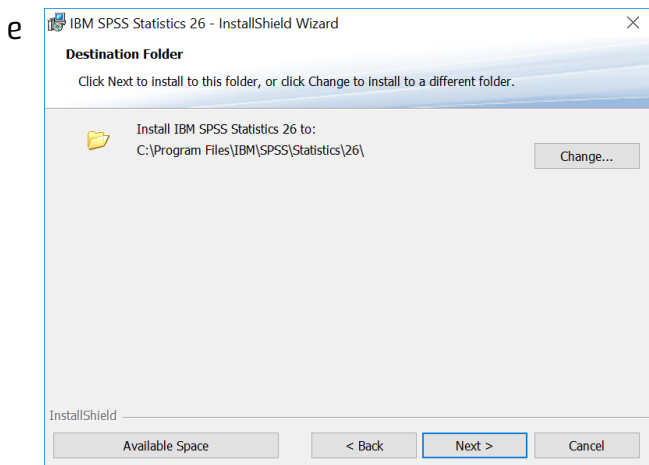 e
IBM SPSS Statistics 26 - InstallShield Wizard
Destination Folder
Click Next to install to this folder, or click Change to install to a different folder.
Install IBM SPSS Statistics 26 to:
C:\Program Files\IBM\SPSS\Statistics\26\
Change...
InstallShield
Available Space < Back Next > Cancel